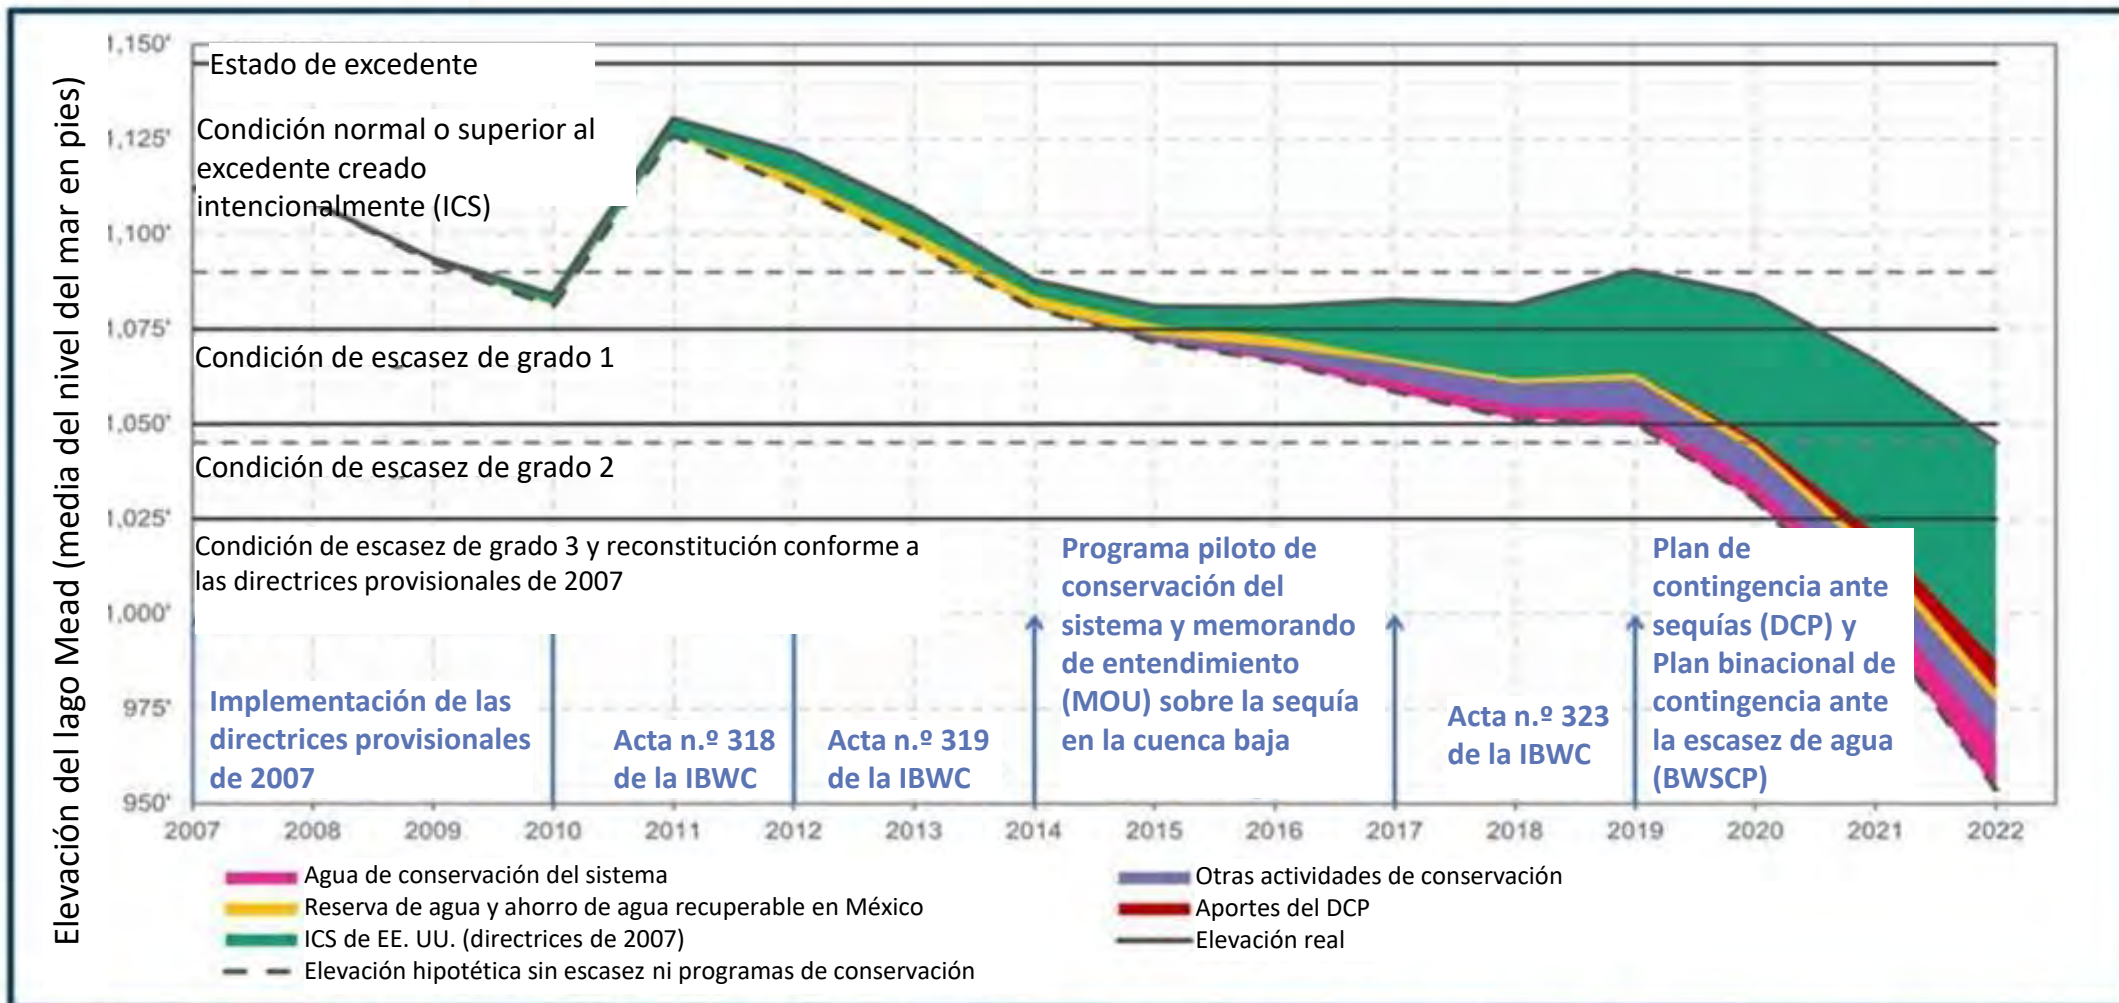 Elevación del lago Mead (media del nivel del mar en pies)
1,150'
1,125'
1,100'
1,075'
1,050'
1,025'
1,000'
975'
950'
Estado de excedente
Condición normal o superior al
excedente creado
intencionalmente (ICS)
Condición de escasez de grado 1
Condición de escasez de grado 2
Condición de escasez de grado 3 y reconstitución conforme a
las directrices provisionales de 2007
Implementación de las
directrices provisionales
de 2007
Acta n.º 318
de la IBWC
Acta n.º 319
de la IBWC
Programa piloto de
conservación del
sistema y memorando
de entendimiento
(MOU) sobre la sequía
en la cuenca baja
Acta n.º 323
de la IBWC
Plan de
contingencia ante
sequías (DCP) y
Plan binacional de
contingencia ante
la escasez de agua
(BWSCP)
2007 2008 2009 2010 2011 2012 2013 2014 2015 2016 2017 2018 2019 2020 2021 2022
Agua de conservación del sistema
Reserva de agua y ahorro de agua recuperable en México
ICS de EE. UU. (directrices de 2007)
Elevación hipotética sin escasez ni programas de conservación
Otras actividades de conservación
Aportes del DCP
Elevación real